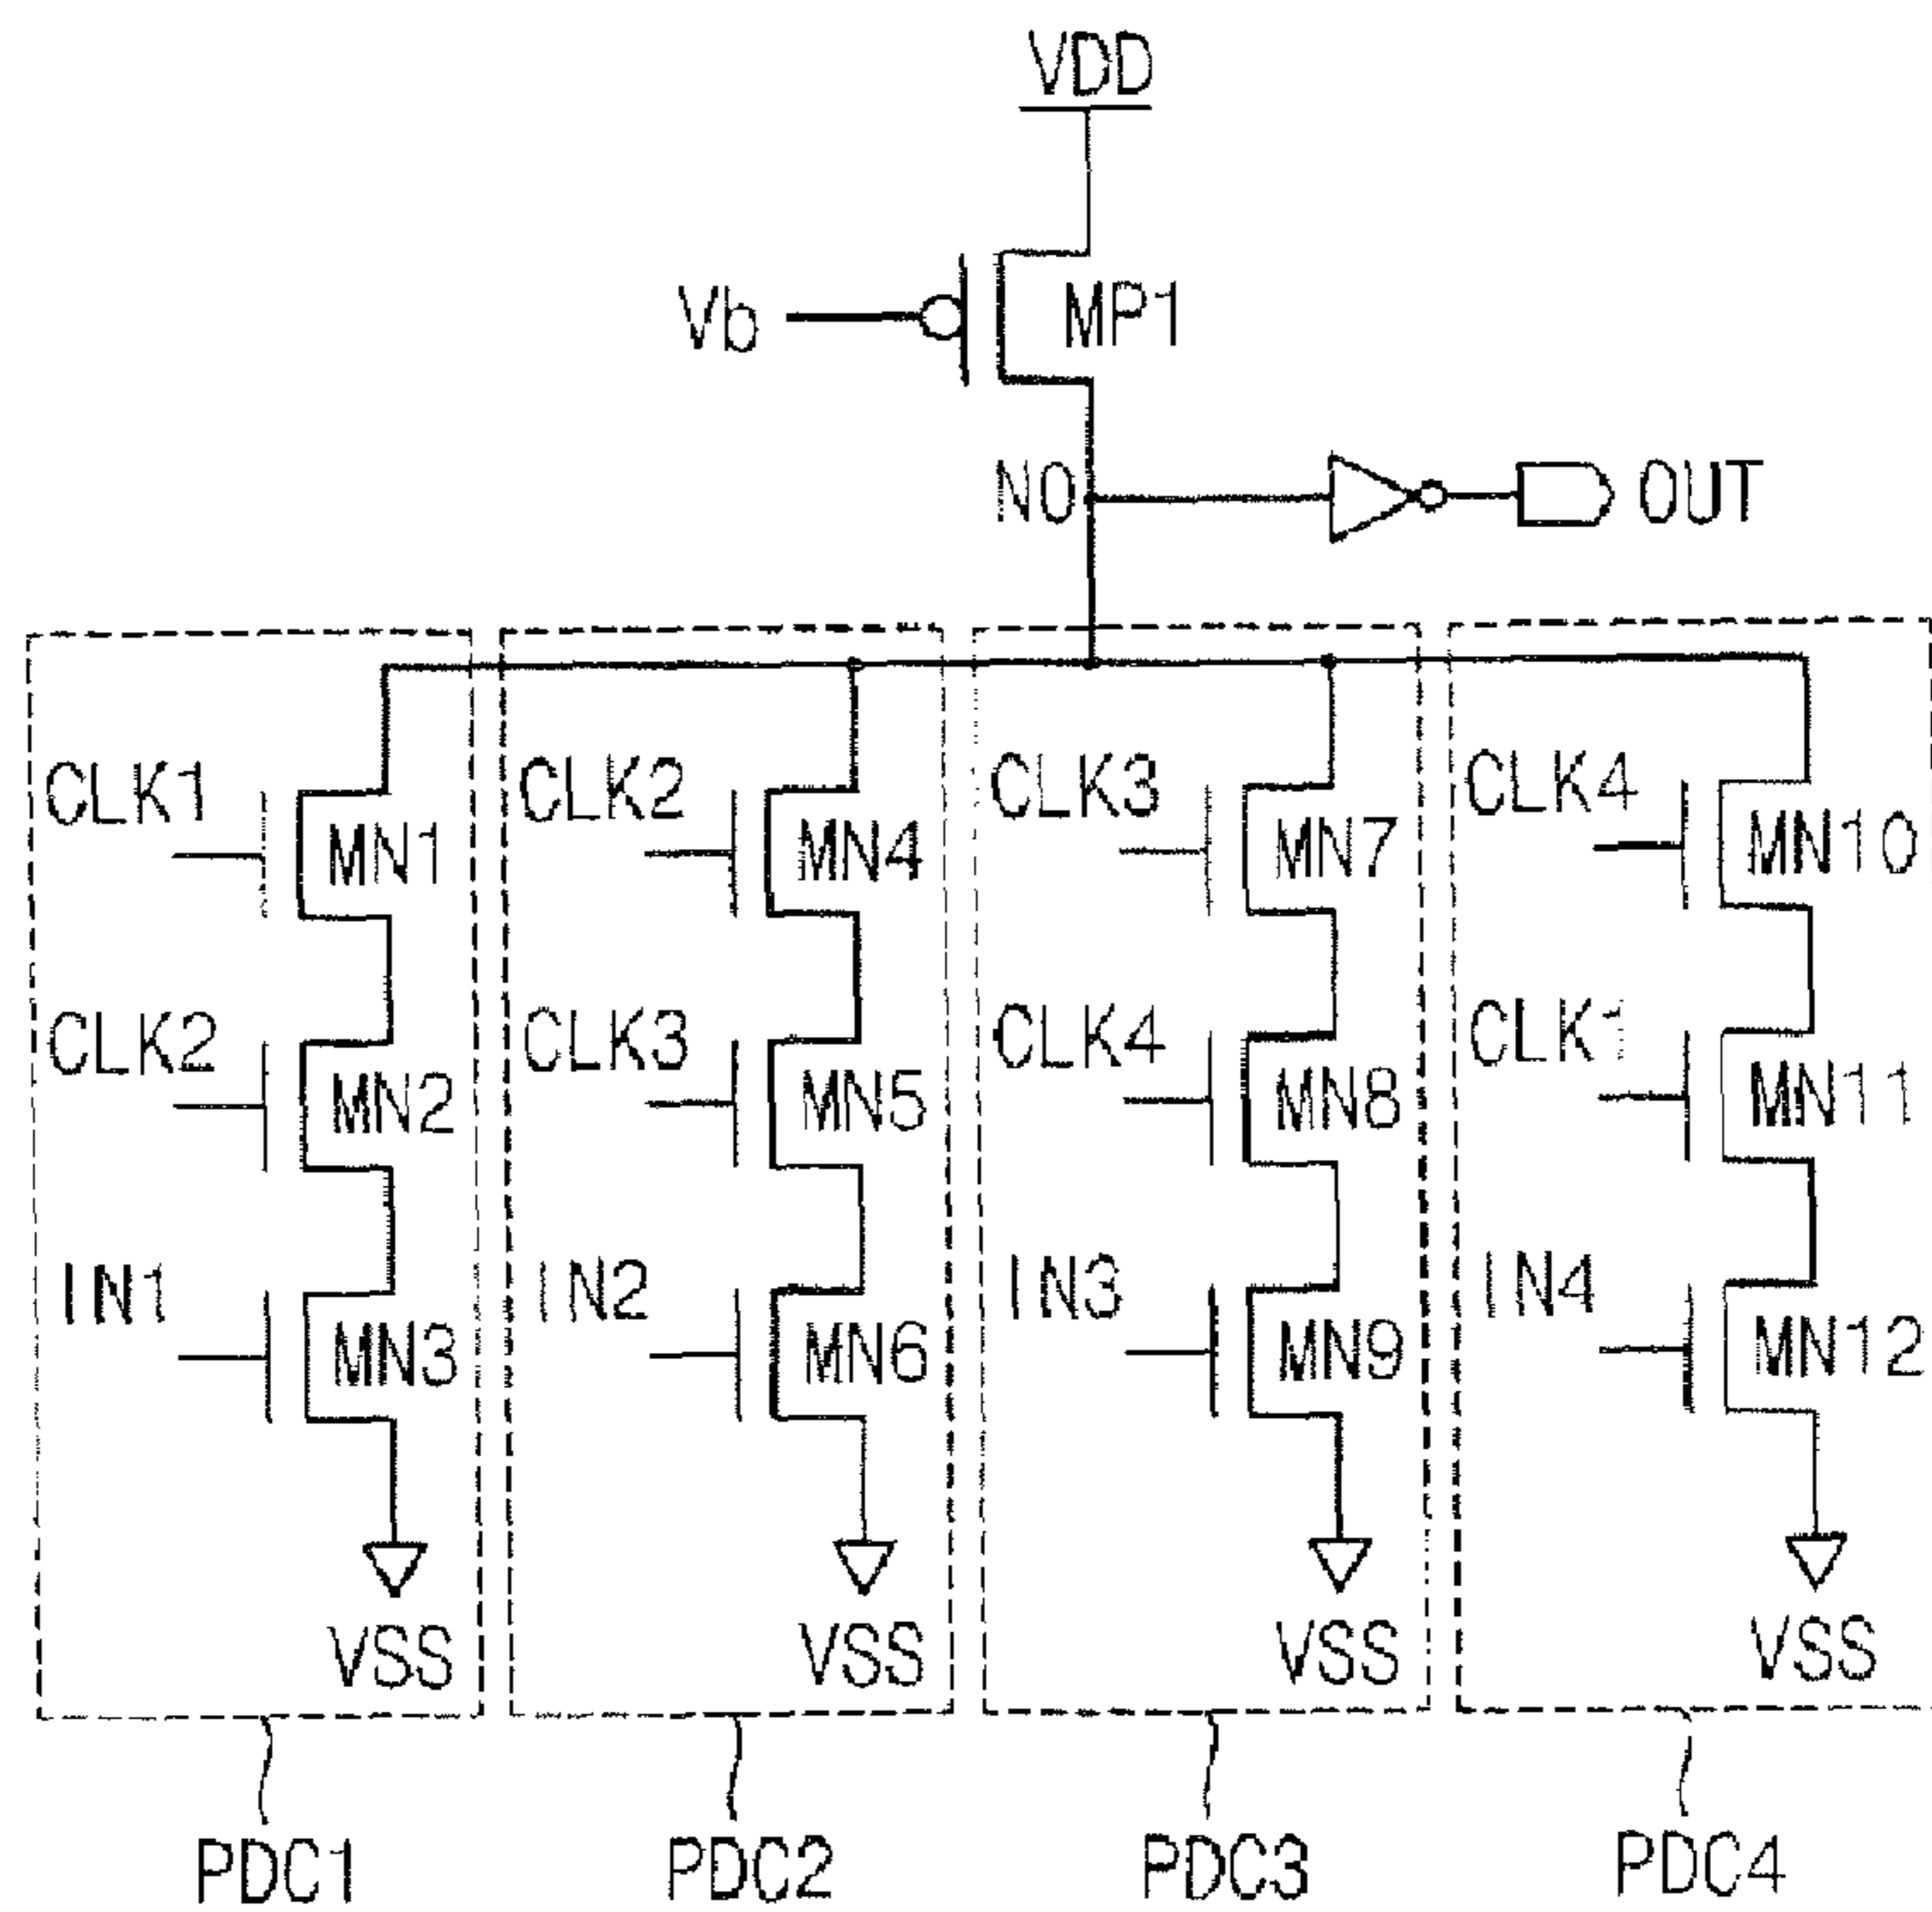 VDD
Vb
MP1
NO
OUT
CLK1
CLK2
CLK3
CLK4
MN1
MN4
MN7
MN10
CLK2
CLK3
CLK4
CLK1
MN2
MN5
MN8
MN11
IN1
IN2
IN3
IN4
MN3
MN6
MN9
MN12
VSS
VSS
VSS
VSS
PDC1
PDC2
PDC3
PDC4